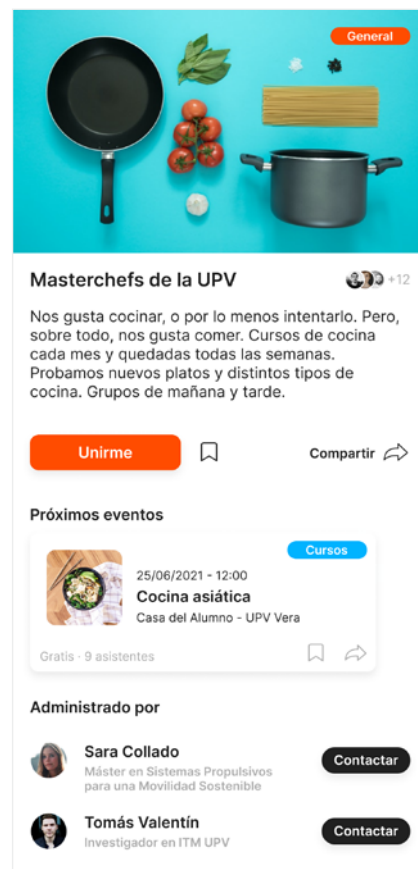 General
Masterchefs de la UPV
+12
Nos gusta cocinar, o por lo menos intentarlo. Pero,
sobre todo, nos gusta comer. Cursos de cocina
cada mes y quedadas todas las semanas.
Probamos nuevos platos y distintos tipos de
cocina. Grupos de mañana y tarde.
Unirme
Compartir
Próximos eventos
Cursos
25/06/2021 - 12:00
Cocina asiática
Casa del Alumno - UPV Vera
Gratis · 9 asistentes
Administrado por
Sara Collado
Máster en Sistemas Propulsivos
para una Movilidad Sostenible
Contactar
Tomás Valentín
Investigador en ITM UPV
Contactar